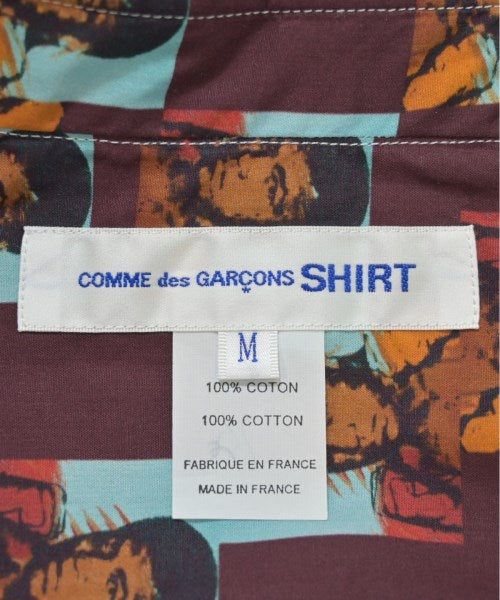 COMME des GARÇONS SHIRT
M
100% COTON
100% COTTON
FABRIQUE EN FRANCE
MADE IN FRANCE